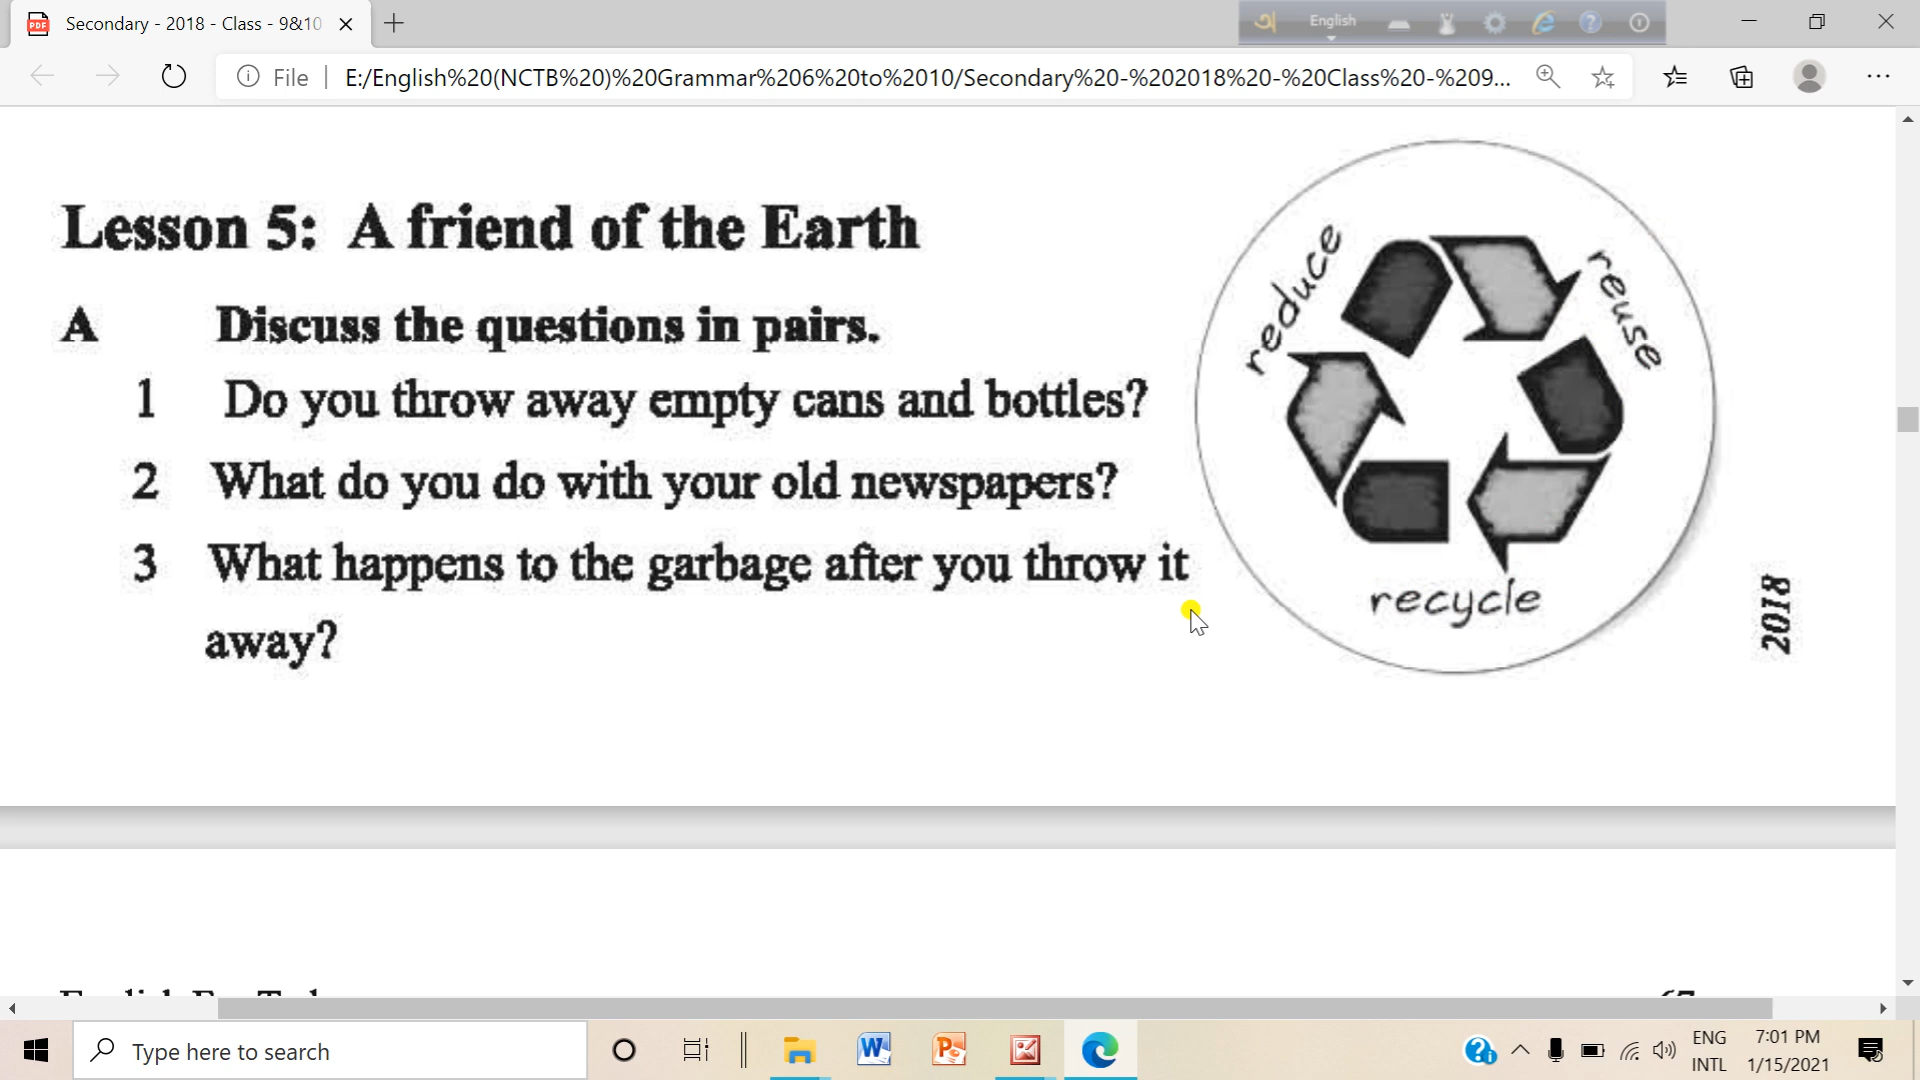 Secondary - 2018 - Class - 9&10
English
File
E:/English%20(NCTB%20)%20Grammar%206%20to%2010/Secondary%20-%202018%20-%20Class%20-%209...
Lesson 5: A friend of the Earth
A Discuss the questions in pairs.
1 Do you throw away empty cans and bottles?
2 What do you do with your old newspapers?
3 What happens to the garbage after you throw it
away?
reduce
reuse
recycle
2018
Type here to search
ENG
INTL
7:01 PM
1/15/2021